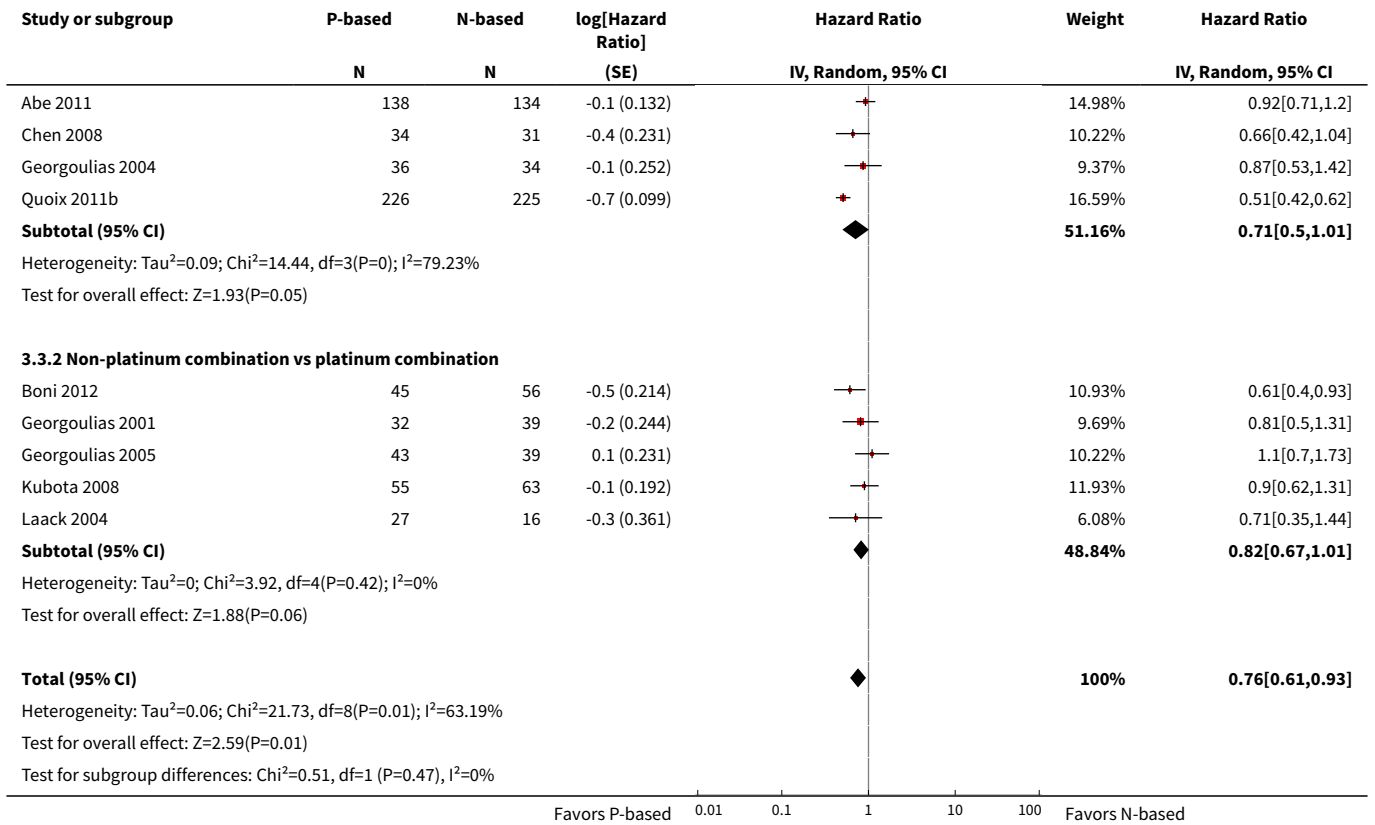 Study or subgroup P-based N-based log[Hazard Ratio] Hazard Ratio Weight Hazard Ratio
N N (SE) IV, Random, 95% CI IV, Random, 95% CI
Abe 2011 138 134 -0.1 (0.132) 14.98% 0.92[0.71,1.2]
Chen 2008 34 31 -0.4 (0.231) 10.22% 0.66[0.42,1.04]
Georgoulias 2004 36 34 -0.1 (0.252) 9.37% 0.87[0.53,1.42]
Quoix 2011b 226 225 -0.7 (0.099) 16.59% 0.51[0.42,0.62]
Subtotal (95% CI) 51.16% 0.71[0.5,1.01]
Heterogeneity: Tau²=0.09; Chi²=14.44, df=3(P=0); I²=79.23%
Test for overall effect: Z=1.93(P=0.05)
3.3.2 Non-platinum combination vs platinum combination
Boni 2012 45 56 -0.5 (0.214) 10.93% 0.61[0.4,0.93]
Georgoulias 2001 32 39 -0.2 (0.244) 9.69% 0.81[0.5,1.31]
Georgoulias 2005 43 39 0.1 (0.231) 10.22% 1.1[0.7,1.73]
Kubota 2008 55 63 -0.1 (0.192) 11.93% 0.9[0.62,1.31]
Laack 2004 27 16 -0.3 (0.361) 6.08% 0.71[0.35,1.44]
Subtotal (95% CI) 48.84% 0.82[0.67,1.01]
Heterogeneity: Tau²=0; Chi²=3.92, df=4(P=0.42); I²=0%
Test for overall effect: Z=1.88(P=0.06)
Total (95% CI) 100% 0.76[0.61,0.93]
Heterogeneity: Tau²=0.06; Chi²=21.73, df=8(P=0.01); I²=63.19%
Test for overall effect: Z=2.59(P=0.01)
Test for subgroup differences: Chi²=0.51, df=1 (P=0.47), I²=0%
Favors P-based 0.01 0.1 1 10 100 Favors N-based